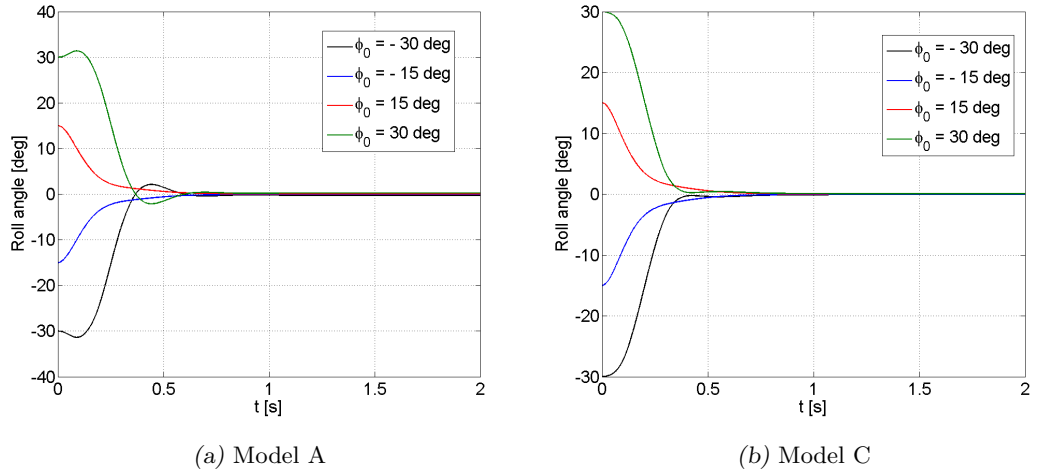 40
30
20
10
0
-10
-20
-30
-40
Roll angle [deg]
0
0.5
1
1.5
2
t [s]
ϕ0 = - 30 deg
ϕ0 = - 15 deg
ϕ0 = 15 deg
ϕ0 = 30 deg
(a) Model A
30
20
10
0
-10
-20
-30
Roll angle [deg]
0
0.5
1
1.5
2
t [s]
ϕ0 = - 30 deg
ϕ0 = - 15 deg
ϕ0 = 15 deg
ϕ0 = 30 deg
(b) Model C